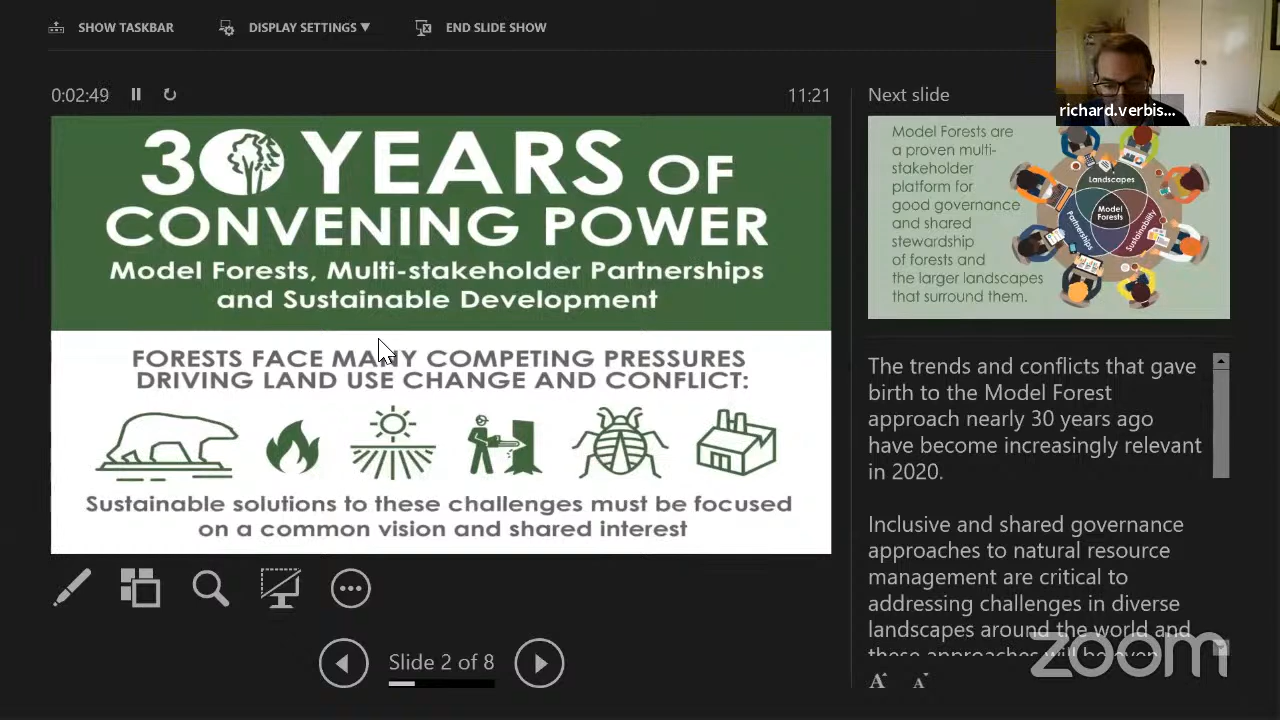 SHOW TASKBAR
DISPLAY SETTINGS ▼
END SLIDE SHOW
richard.verbis...
0:02:49
11:21
Next slide
30 YEARS OF
CONVENING POWER
Model Forests, Multi-stakeholder Partnerships
and Sustainable Development
FORESTS FACE MANY COMPETING PRESSURES
DRIVING LAND USE CHANGE AND CONFLICT:
Sustainable solutions to these challenges must be focused
on a common vision and shared interest
Model Forests are
a proven multi-
stakeholder
platform for
good governance
and shared
stewardship
of forests and
the larger landscapes
that surround them.
Landscapes
Model
Forests
Partnerships
Sustainability
The trends and conflicts that gave
birth to the Model Forest
approach nearly 30 years ago
have become increasingly relevant
in 2020.
Inclusive and shared governance
approaches to natural resource
management are critical to
addressing challenges in diverse
landscapes around the world and
these approaches will be even
Slide 2 of 8
A A
zoom